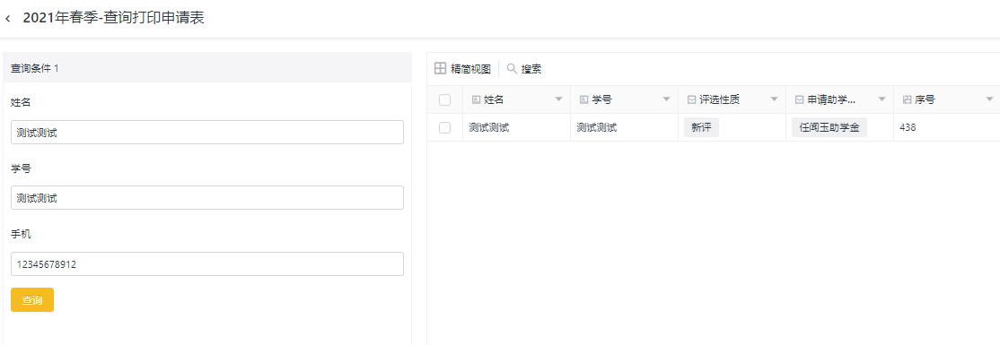 2021年春季-查询打印申请表
查询条件 1
姓名
测试测试
学号
测试测试
手机
12345678912
查询
精简视图 搜索
姓名 学号 评选性质 申请助学... 序号
测试测试 测试测试 新评 任闻玉助学金 438